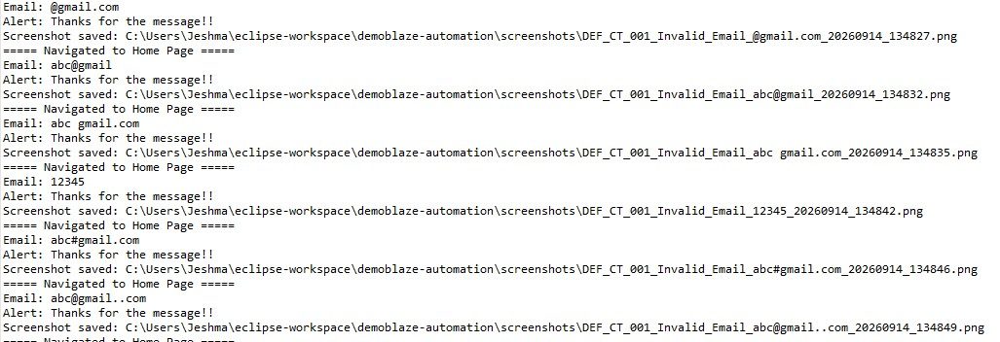 Email: @gmail.com
Alert: Thanks for the message!!
Screenshot saved: C:\Users\Jeshma\eclipse-workspace\demoblaze-automation\screenshots\DEF_CT_001_Invalid_Email_@gmail.com_20260914_134827.png
===== Navigated to Home Page =====
Email: abc@gmail
Alert: Thanks for the message!!
Screenshot saved: C:\Users\Jeshma\eclipse-workspace\demoblaze-automation\screenshots\DEF_CT_001_Invalid_Email_abc@gmail_20260914_134832.png
===== Navigated to Home Page =====
Email: abc gmail.com
Alert: Thanks for the message!!
Screenshot saved: C:\Users\Jeshma\eclipse-workspace\demoblaze-automation\screenshots\DEF_CT_001_Invalid_Email_abc gmail.com_20260914_134835.png
===== Navigated to Home Page =====
Email: 12345
Alert: Thanks for the message!!
Screenshot saved: C:\Users\Jeshma\eclipse-workspace\demoblaze-automation\screenshots\DEF_CT_001_Invalid_Email_12345_20260914_134842.png
===== Navigated to Home Page =====
Email: abc#gmail.com
Alert: Thanks for the message!!
Screenshot saved: C:\Users\Jeshma\eclipse-workspace\demoblaze-automation\screenshots\DEF_CT_001_Invalid_Email_abc#gmail.com_20260914_134846.png
===== Navigated to Home Page =====
Email: abc@gmail..com
Alert: Thanks for the message!!
Screenshot saved: C:\Users\Jeshma\eclipse-workspace\demoblaze-automation\screenshots\DEF_CT_001_Invalid_Email_abc@gmail..com_20260914_134849.png
===== Navigated to Home Page =====